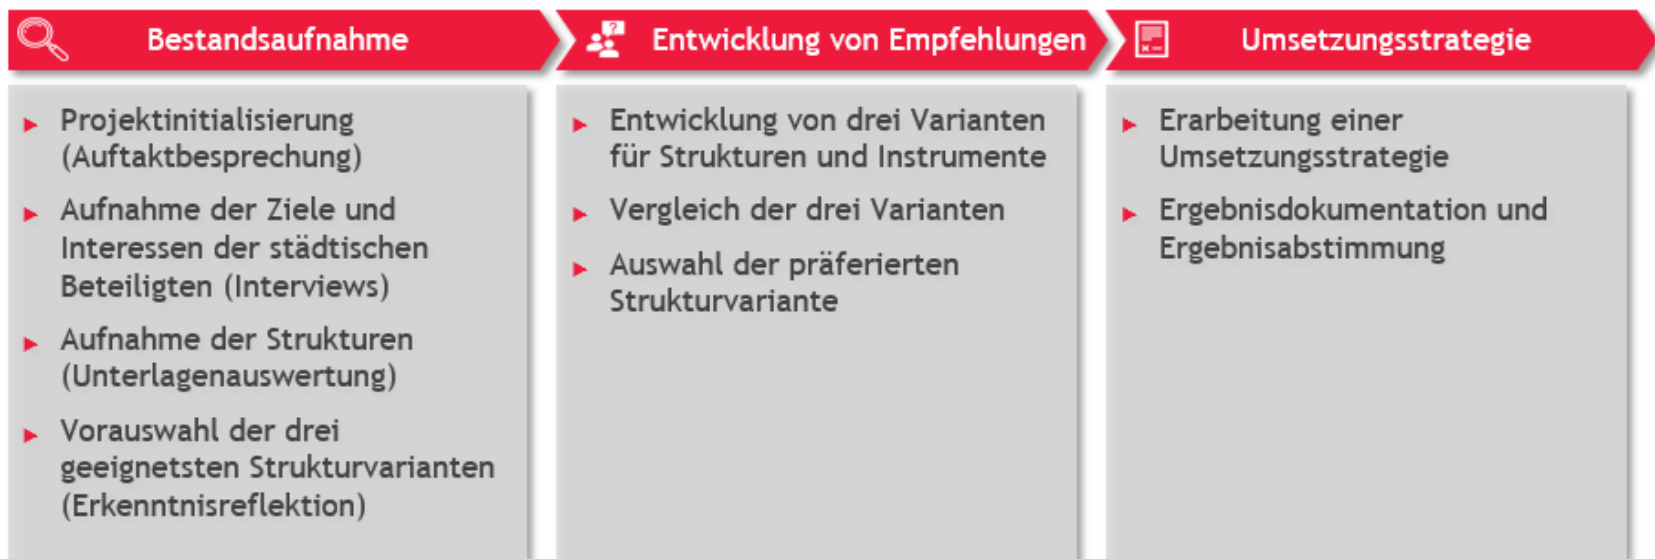 Bestandsaufnahme
Projektinitialisierung
(Auftaktbesprechung)
Aufnahme der Ziele und
Interessen der städtischen
Beteiligten (Interviews)
Aufnahme der Strukturen
(Unterlagenauswertung)
Vorauswahl der drei
geeignetsten Strukturvarianten
(Erkenntnisreflektion)
Entwicklung von Empfehlungen
Entwicklung von drei Varianten
für Strukturen und Instrumente
Vergleich der drei Varianten
Auswahl der präferierten
Strukturvariante
Umsetzungsstrategie
Erarbeitung einer
Umsetzungsstrategie
Ergebnisdokumentation und
Ergebnisabstimmung